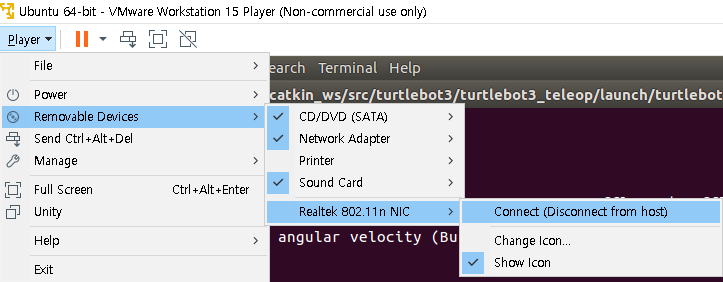 Ubuntu 64-bit - VMware Workstation 15 Player (Non-commercial use only)
Player
File
earch Terminal Help
Power
catkin_ws/src/turtlebot3/turtlebot3_teleop/launch/turtlebot
Removable Devices
CD/DVD (SATA)
Send Ctrl+Alt+Del
Network Adapter
Manage
Printer
Full Screen Ctrl+Alt+Enter
Sound Card
Unity
Realtek 802.11n NIC
Connect (Disconnect from host)
Help
angular velocity (Bu
Change Icon...
Show Icon
Exit